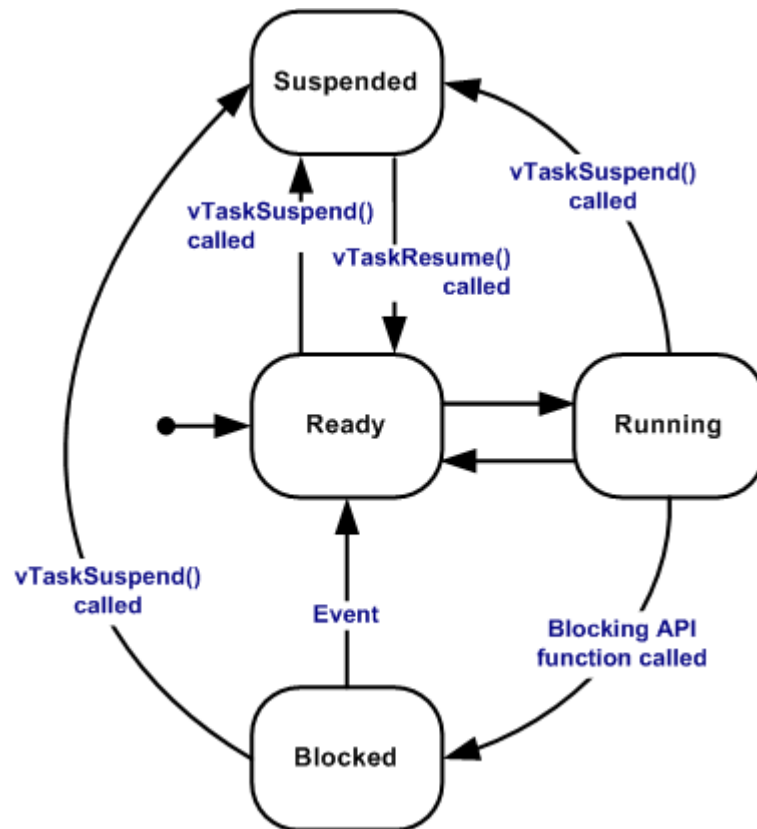 Suspended
vTaskSuspend()
called
vTaskSuspend()
called
vTaskResume()
called
Ready
Running
vTaskSuspend()
called
Event
Blocking API
function called
Blocked